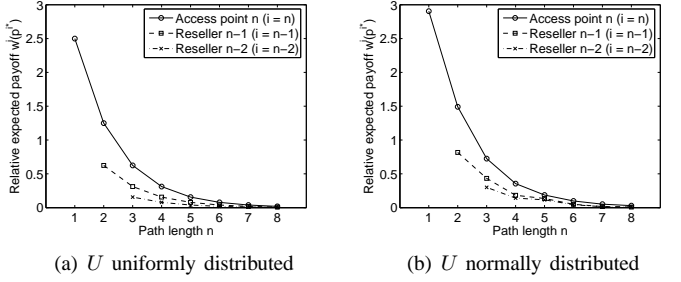 3
2.5
2
1.5
1
0.5
0
Relative expected payoff w^i(p^i*)
Access point n (i = n)
Reseller n−1 (i = n−1)
Reseller n−2 (i = n−2)
1 2 3 4 5 6 7 8
Path length n
(a) U uniformly distributed
3
2.5
2
1.5
1
0.5
0
Relative expected payoff w^i(p^i*)
Access point n (i = n)
Reseller n−1 (i = n−1)
Reseller n−2 (i = n−2)
1 2 3 4 5 6 7 8
Path length n
(b) U normally distributed